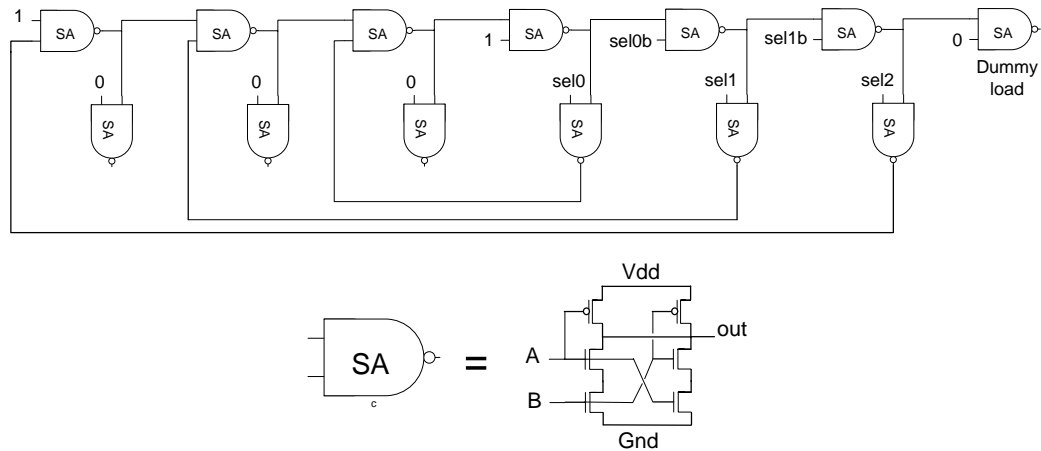 1
SA
SA
SA
SA
1
SA
sel0b
SA
sel1b
SA
0
Dummy
load
0
SA
0
SA
0
SA
sel0
SA
sel1
SA
sel2
SA
SA
c
=
Vdd
A
B
out
Gnd